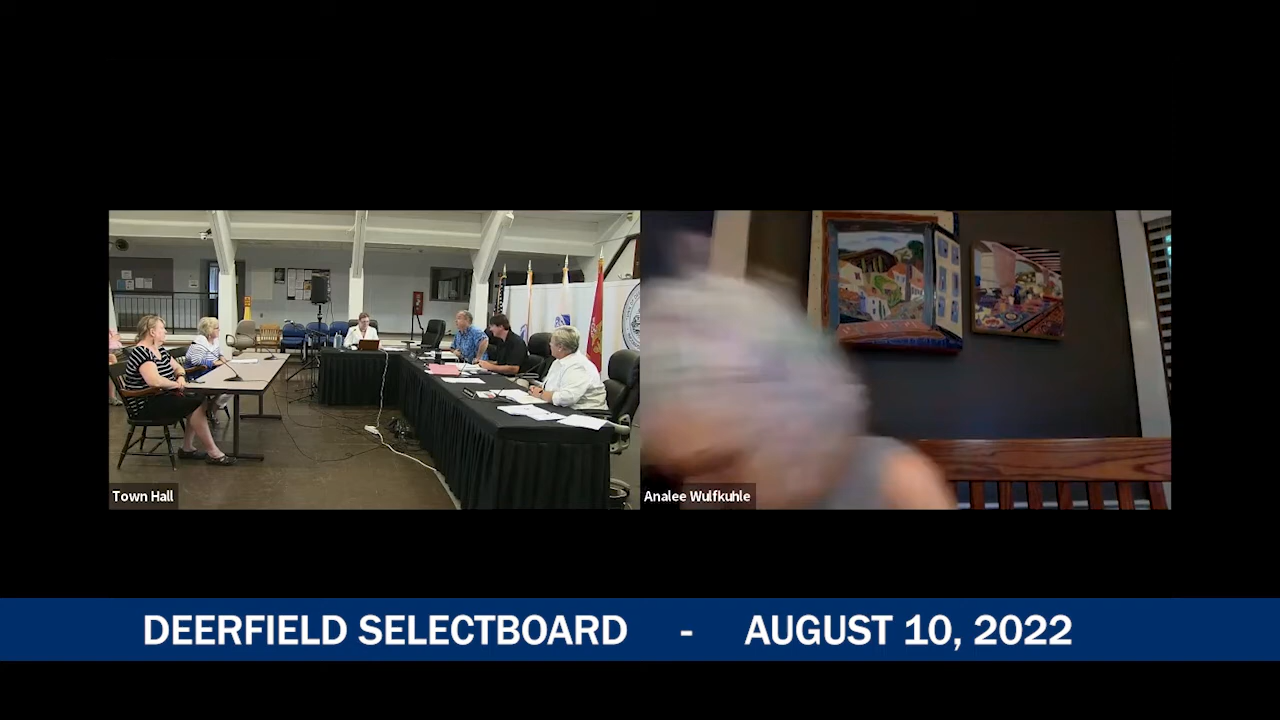 Town Hall
Analee Wulfkuhle
DEERFIELD SELECTBOARD - AUGUST 10, 2022